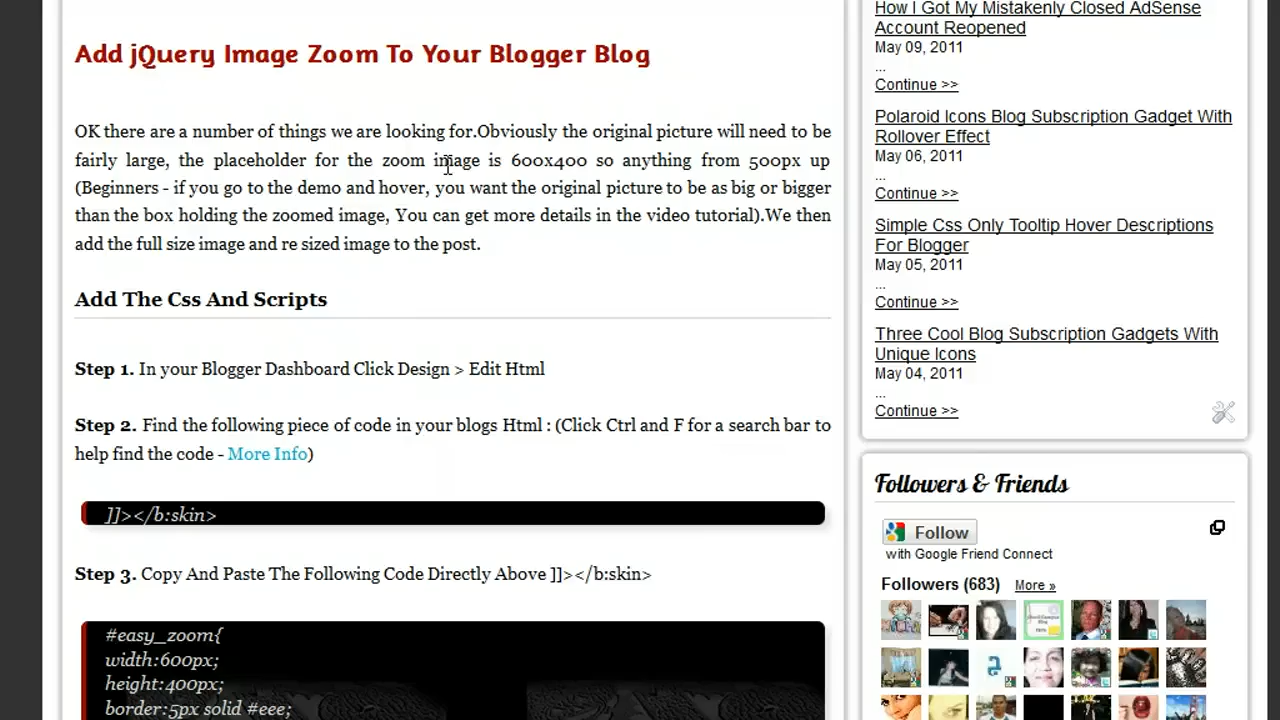 Add jQuery Image Zoom To Your Blogger Blog
OK there are a number of things we are looking for.Obviously the original picture will need to be
fairly large, the placeholder for the zoom image is 600x400 so anything from 500px up
(Beginners - if you go to the demo and hover, you want the original picture to be as big or bigger
than the box holding the zoomed image, You can get more details in the video tutorial).We then
add the full size image and re sized image to the post.
Add The Css And Scripts
Step 1. In your Blogger Dashboard Click Design > Edit Html
Step 2. Find the following piece of code in your blogs Html : (Click Ctrl and F for a search bar to
help find the code - More Info)
]]></b:skin>
Step 3. Copy And Paste The Following Code Directly Above ]]></b:skin>
#easy_zoom{
width:600px;
height:400px;
border:5px solid #eee;
How I Got My Mistakenly Closed AdSense
Account Reopened
May 09, 2011
...
Continue >>
Polaroid Icons Blog Subscription Gadget With
Rollover Effect
May 06, 2011
...
Continue >>
Simple Css Only Tooltip Hover Descriptions
For Blogger
May 05, 2011
...
Continue >>
Three Cool Blog Subscription Gadgets With
Unique Icons
May 04, 2011
...
Continue >>
Followers & Friends
Follow
with Google Friend Connect
Followers (683) More »